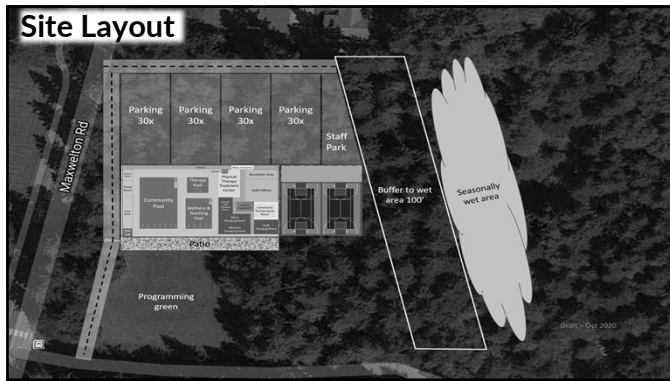 Site Layout
Maxwelton Rd
Parking
30x
Parking
30x
Parking
30x
Parking
30x
Staff
Park
Therapy
Pool
Physical
Therapy
Treatment
Center
Reception Area
Staff Offices
Community
Pool
Wellness &
Teaching
Pool
Patio
Buffer to wet
area 100'
Seasonally
wet area
Programming
green
Draft – Oct 2020